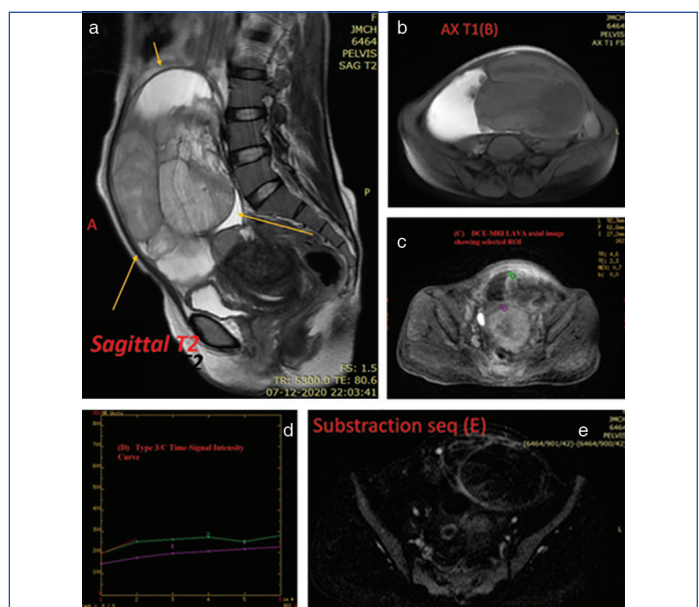 a
F
JMCH
6464
PELVIS
SAG T2
P
A
Sagittal T2
T2
FS: 1.5
TR: 5800.0 TE: 80.6
07-12-2020 22:03:41
b
AX T1(B)
JMCH
6464
PELVIS
AX T1 FS
L
c
(C) DCE-MRI LAVA axial image
showing selected ROI
d
(D) Type 3/C Time-Signal Intensity
Curve
Substraction seq (E)
e
JMCH
6464
PELVIS
(6464/901/42)-(6464/900/42)
L